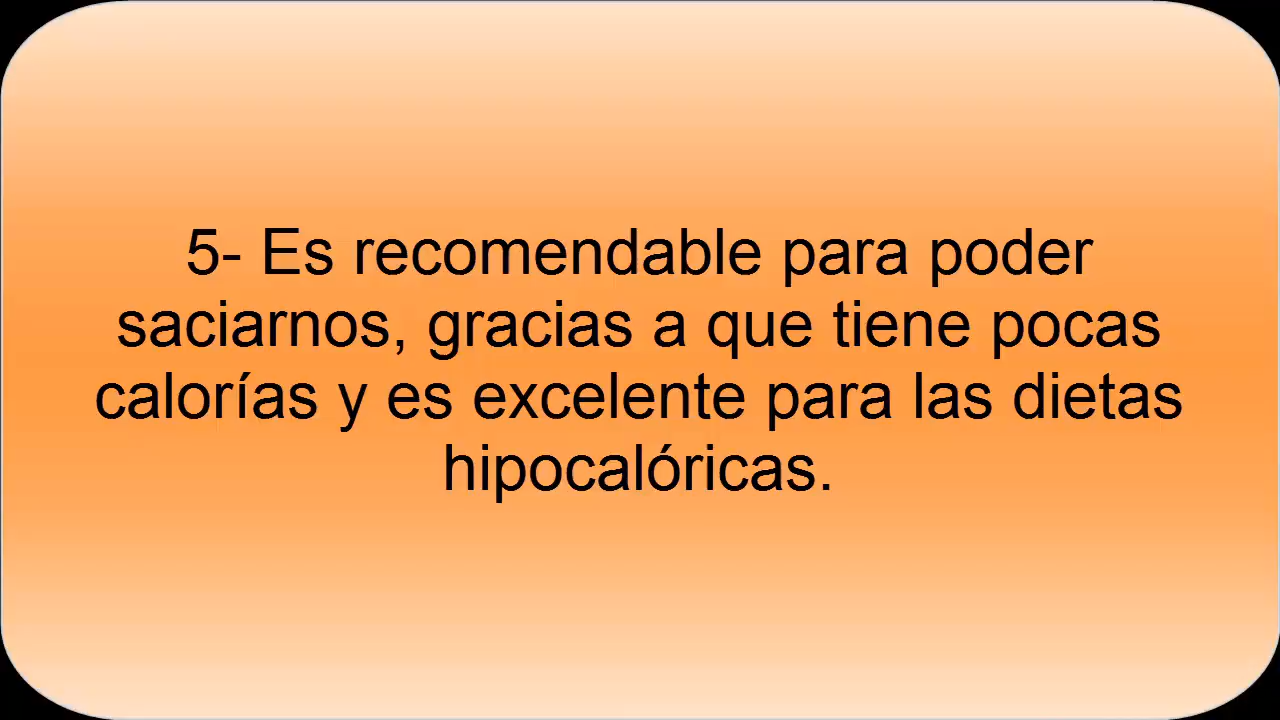 5- Es recomendable para poder
saciarnos, gracias a que tiene pocas
calorías y es excelente para las dietas
hipocalóricas.